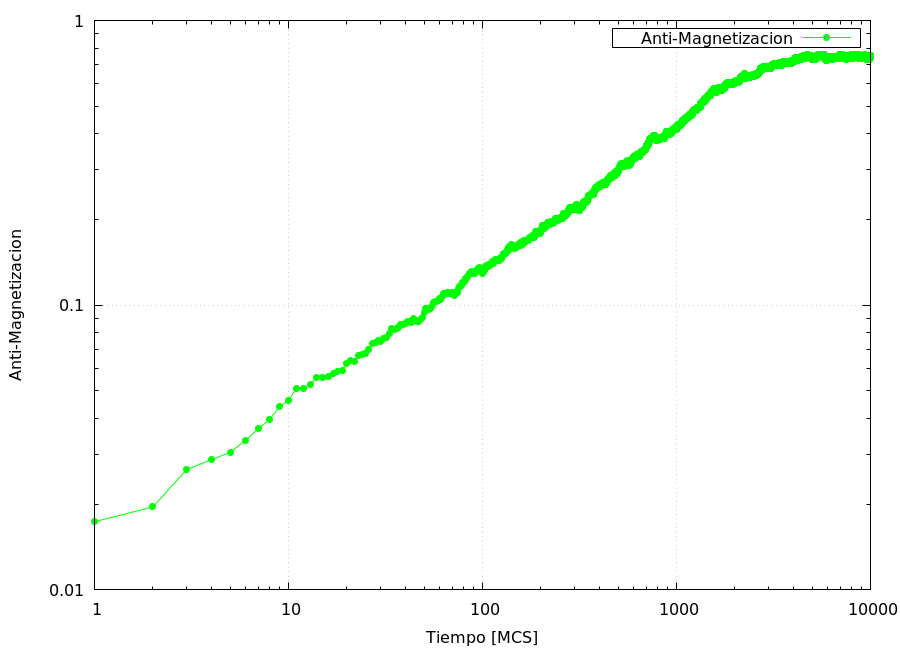 Anti-Magnetizacion
1
0.1
0.01
Anti-Magnetizacion
1 10 100 1000 10000
Tiempo [MCS]